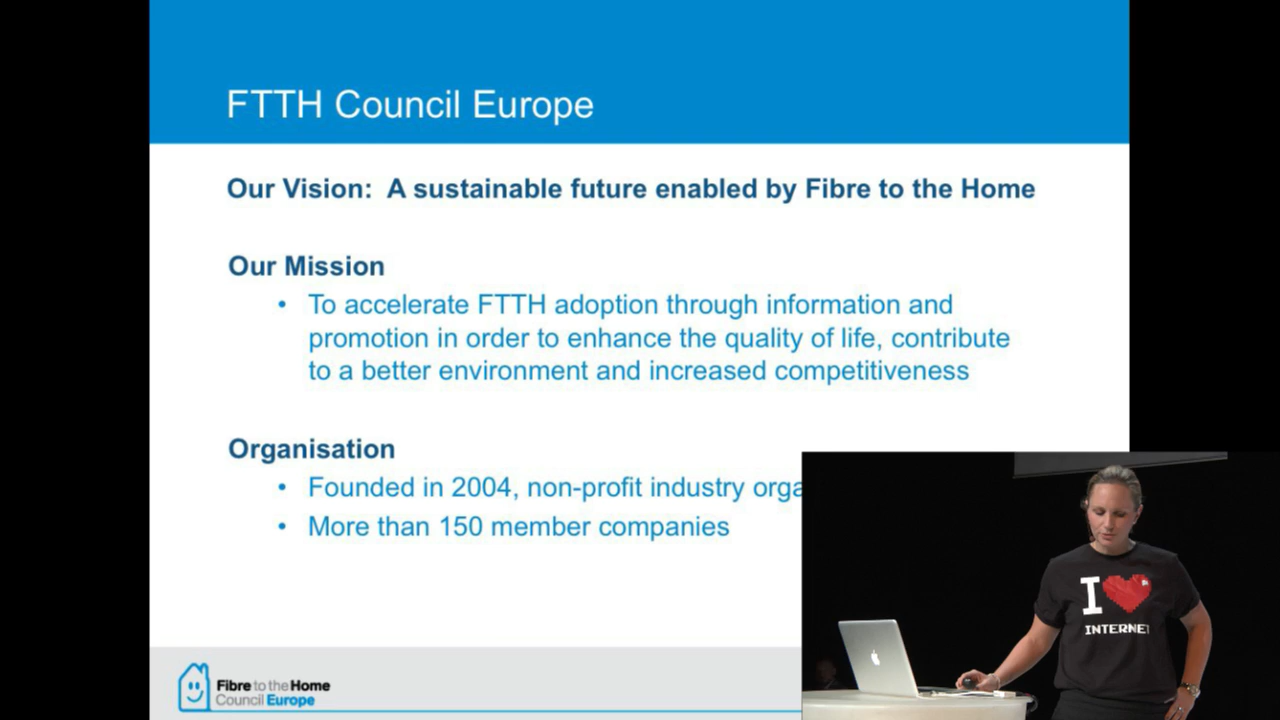 FTTH Council Europe
Our Vision: A sustainable future enabled by Fibre to the Home
Our Mission
• To accelerate FTTH adoption through information and
promotion in order to enhance the quality of life, contribute
to a better environment and increased competitiveness
Organisation
• Founded in 2004, non-profit industry orga
• More than 150 member companies
I
INTERNET
Fibre to the Home
Council Europe